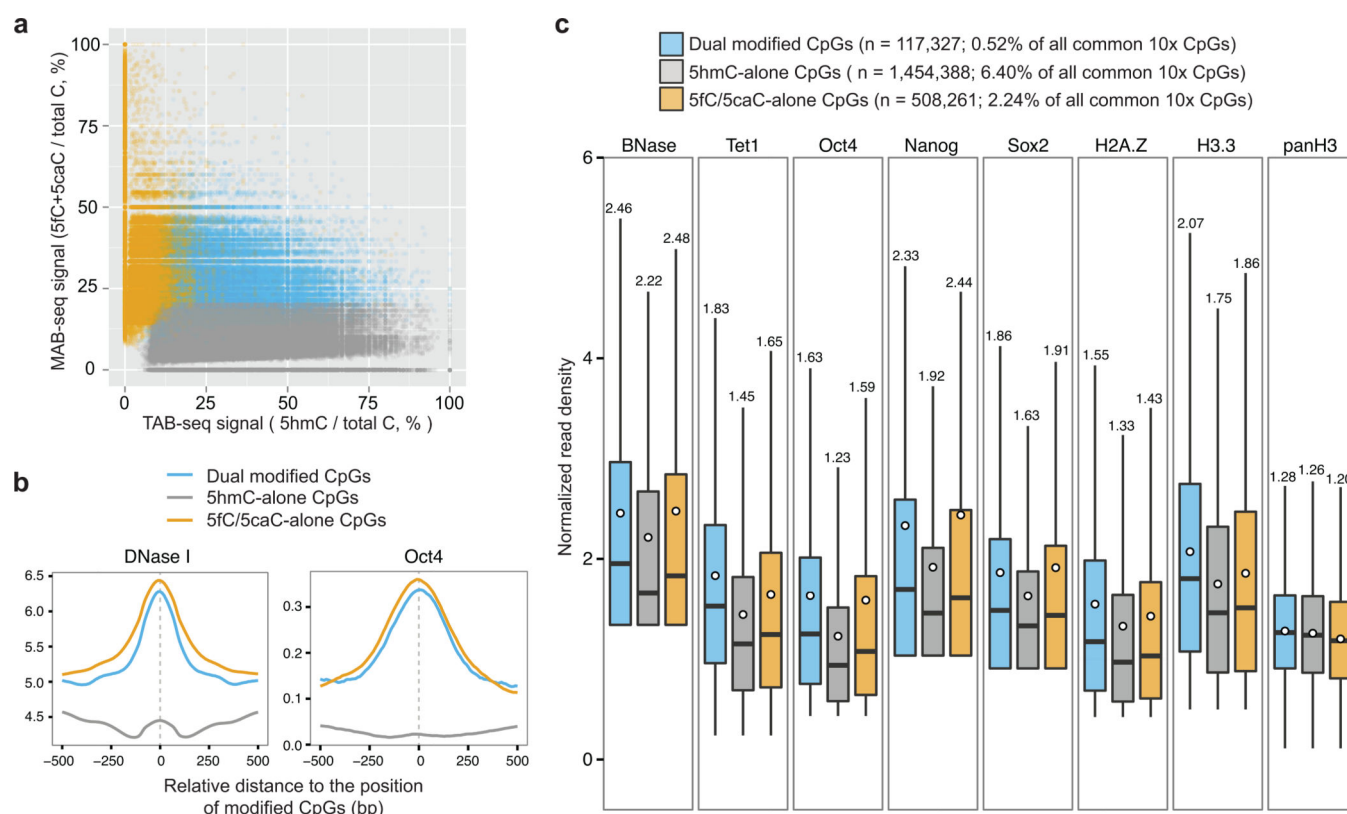 a
100
75
50
25
0
MAB-seq signal (5fC+5caC / total C, %)
0 25 50 75 100
TAB-seq signal ( 5hmC / total C, % )
b
Dual modified CpGs
5hmC-alone CpGs
5fC/5caC-alone CpGs
DNase I
6.5
6.0
5.5
5.0
4.5
−500 −250 0 250 500
Oct4
0.3
0.2
0.1
0.0
−500 −250 0 250 500
Relative distance to the position
of modified CpGs (bp)
c
Dual modified CpGs (n = 117,327; 0.52% of all common 10x CpGs)
5hmC-alone CpGs ( n = 1,454,388; 6.40% of all common 10x CpGs)
5fC/5caC-alone CpGs (n = 508,261; 2.24% of all common 10x CpGs)
BNase Tet1 Oct4 Nanog Sox2 H2A.Z H3.3 panH3
6
4
2
0
Normalized read density
2.46 2.22 2.48
1.83 1.45 1.65
1.63 1.23 1.59
2.33 1.92 2.44
1.86 1.63 1.91
1.55 1.33 1.43
2.07 1.75 1.86
1.28 1.26 1.20